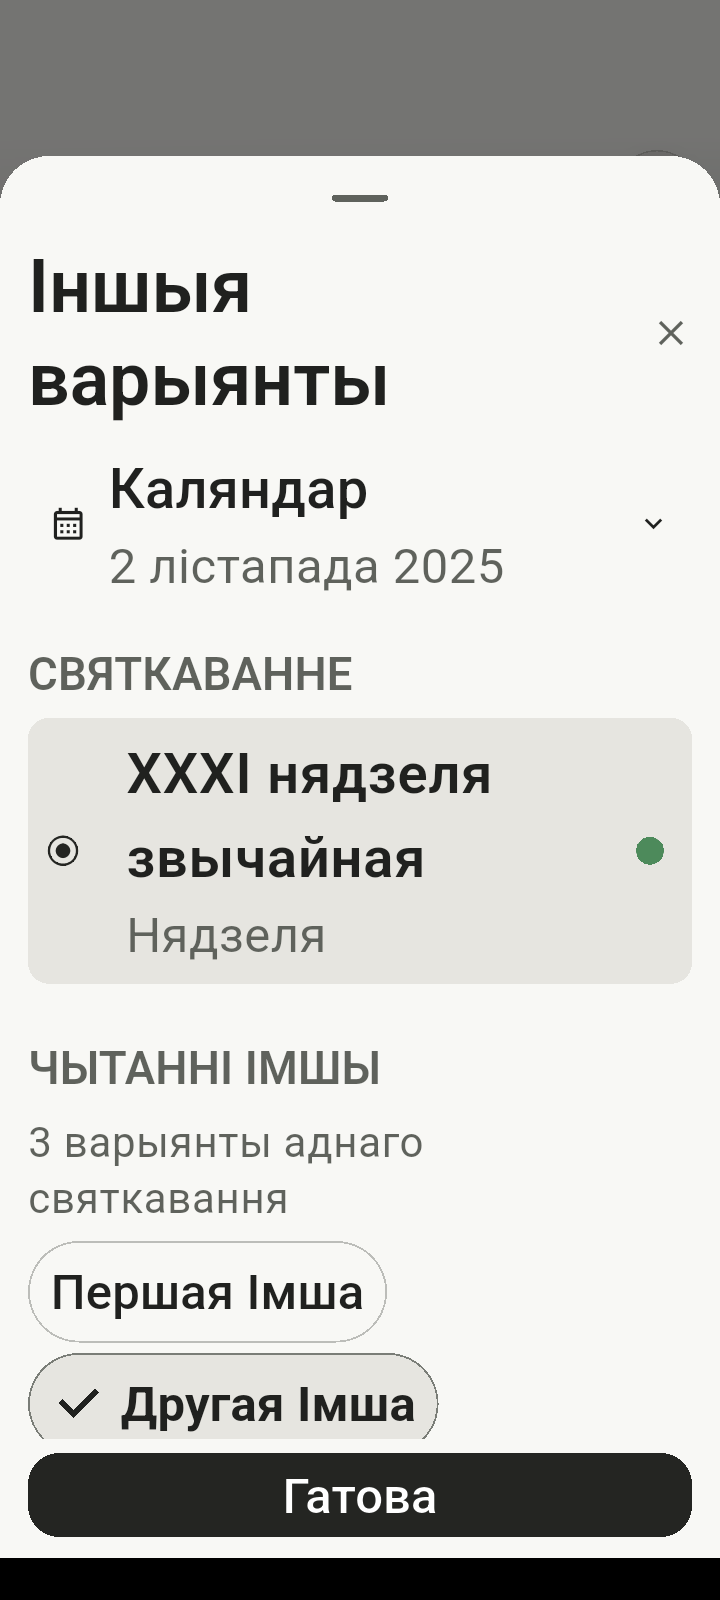 Іншыя
варыянты
Каляндар
2 лістапада 2025
СВЯТКАВАННЕ
XXXI нядзеля
звычайная
Нядзеля
ЧЫТАННІ ІМШЫ
3 варыянты аднаго
святкавання
Першая Імша
Другая Імша
Гатова